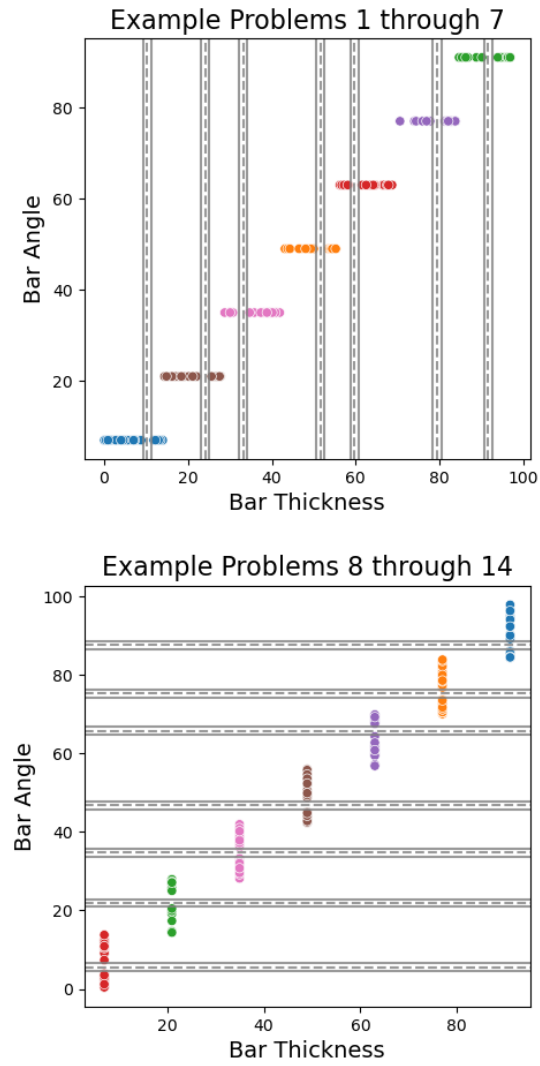 Example Problems 1 through 7
Bar Angle
80
60
40
20
0 20 40 60 80 100
Bar Thickness
Example Problems 8 through 14
Bar Angle
100
80
60
40
20
0
20 40 60 80
Bar Thickness